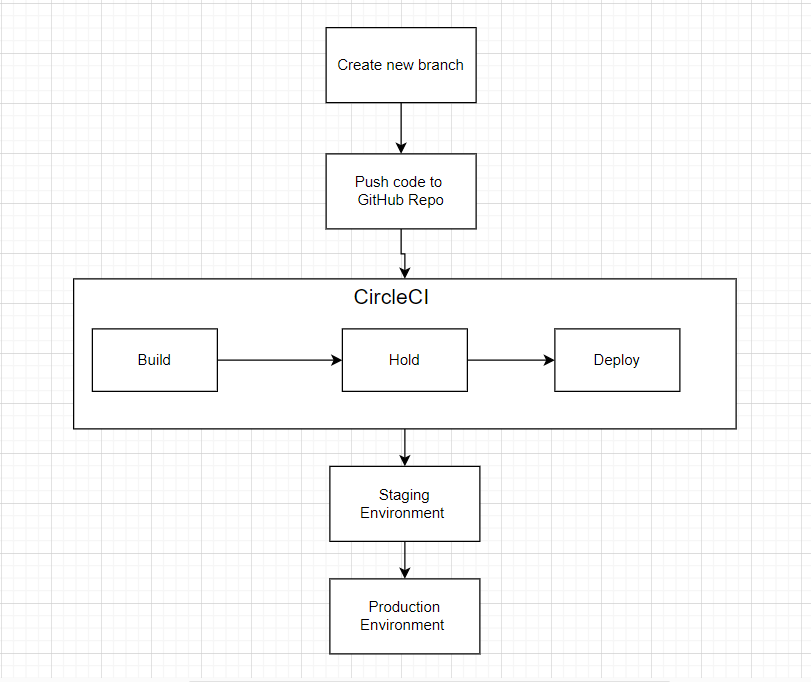 Create new branch
Push code to
GitHub Repo
CircleCI
Build
Hold
Deploy
Staging
Environment
Production
Environment